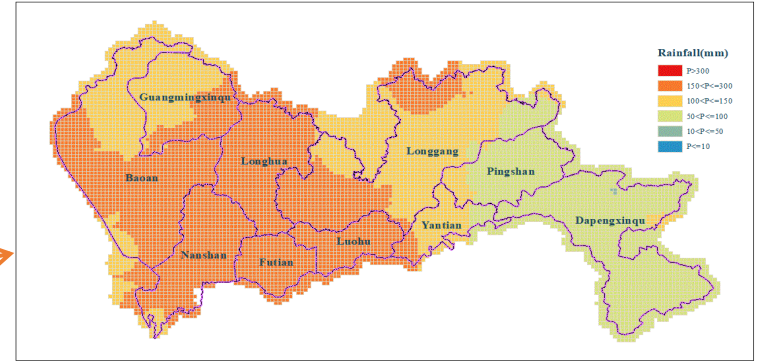 Rainfall(mm)
P>300
150<P<=300
100<P<=150
50<P<=100
10<P<=50
P<=10
Guangmingxinqu
Longhua
Longgang
Baoan
Pingshan
Dapengxinqu
Yantian
Luohu
Nanshan
Futian